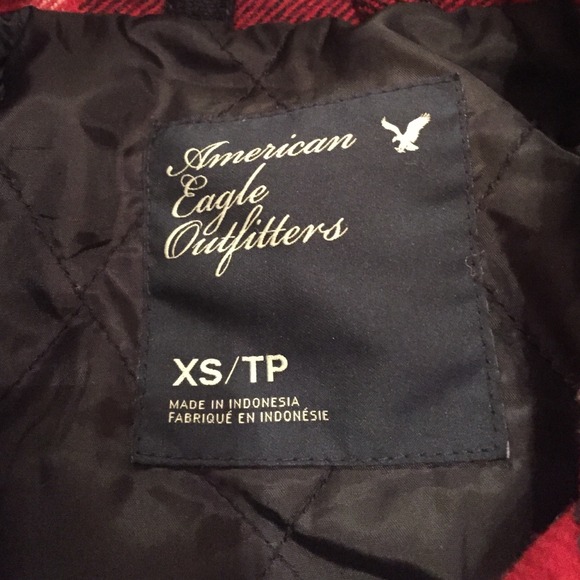 American
Eagle
Outfitters
XS/TP
MADE IN INDONESIA
FABRIQUÉ EN INDONÉSIE